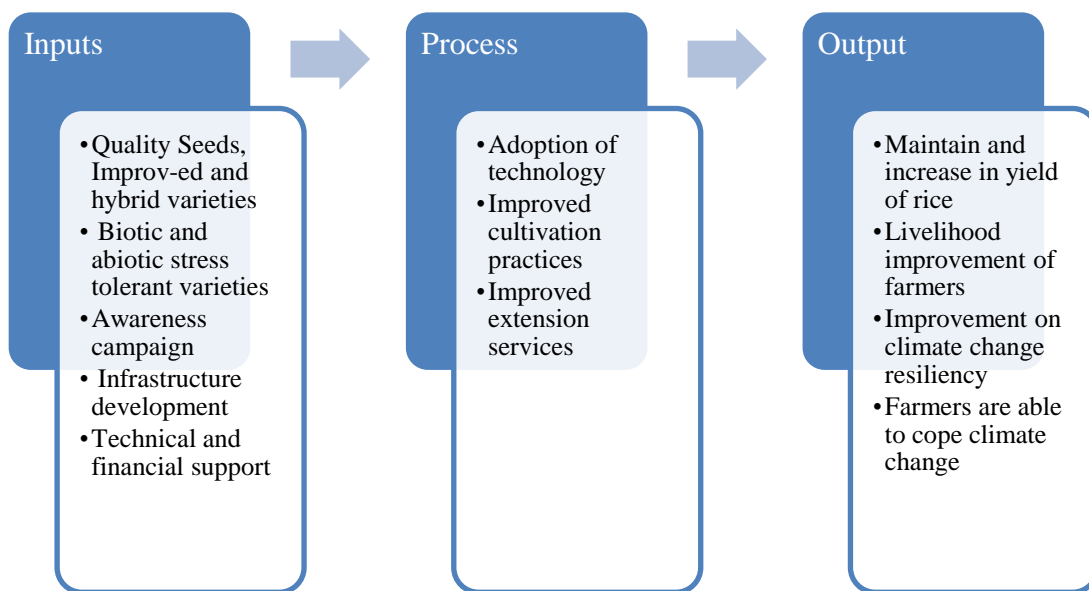 Inputs
•Quality Seeds,
Improv-ed and
hybrid varieties
• Biotic and
abiotic stress
tolerant varieties
•Awareness
campaign
• Infrastructure
development
•Technical and
financial support
Process
•Adoption of
technology
•Improved
cultivation
practices
•Improved
extension
services
Output
•Maintain and
increase in yield
of rice
•Livelihood
improvement of
farmers
•Improvement on
climate change
resiliency
•Farmers are able
to cope climate
change